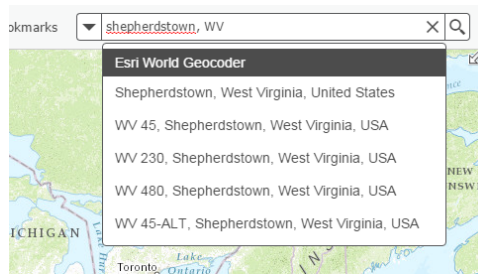 okmarks shepherdstown, WV
Esri World Geocoder
Shepherdstown, West Virginia, United States
WV 45, Shepherdstown, West Virginia, USA
WV 230, Shepherdstown, West Virginia, USA
WV 480, Shepherdstown, West Virginia, USA
WV 45-ALT, Shepherdstown, West Virginia, USA
NEW
ICHIGAN
Lake
Toronto
Ontario